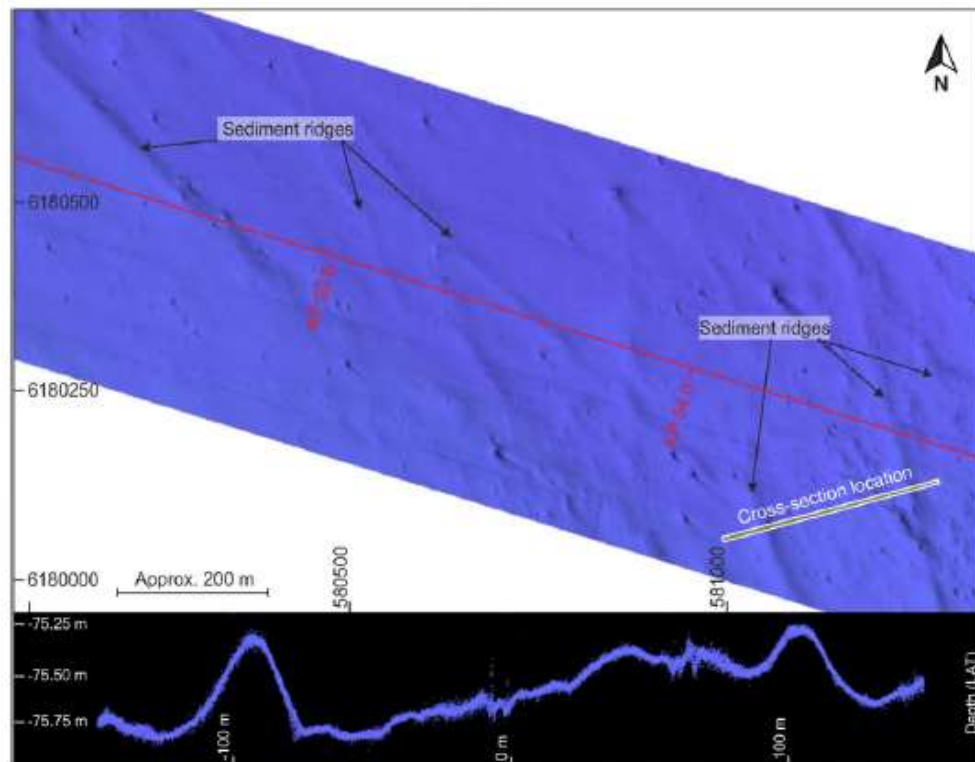 N
Sediment ridges
6180500
Sediment ridges
6180250
Cross-section location
6180000
Approx. 200 m
580500
581000
-75.25 m
-75.50 m
-75.75 m
-100 m
0 m
100 m
Depth (LAT)